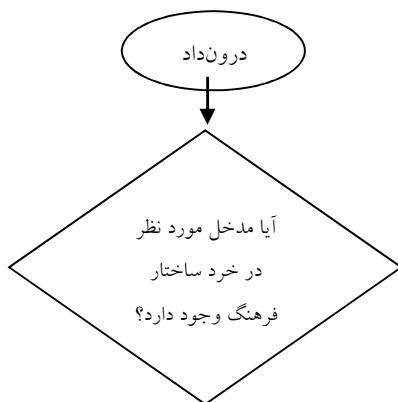 درون‌داد
آیا مدخل مورد نظر
در خرد ساختار
فرهنگ وجود دارد؟